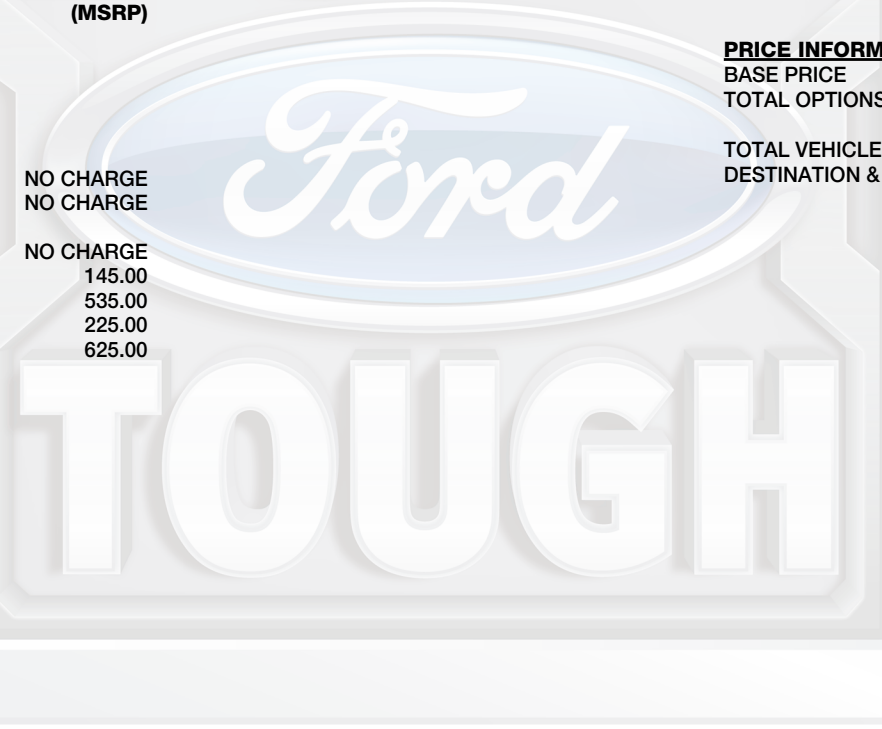 (MSRP)
NO CHARGE
NO CHARGE
NO CHARGE
145.00
535.00
225.00
625.00
PRICE INFORM
BASE PRICE
TOTAL OPTIONS
TOTAL VEHICLE
DESTINATION &
Ford
TOUGH